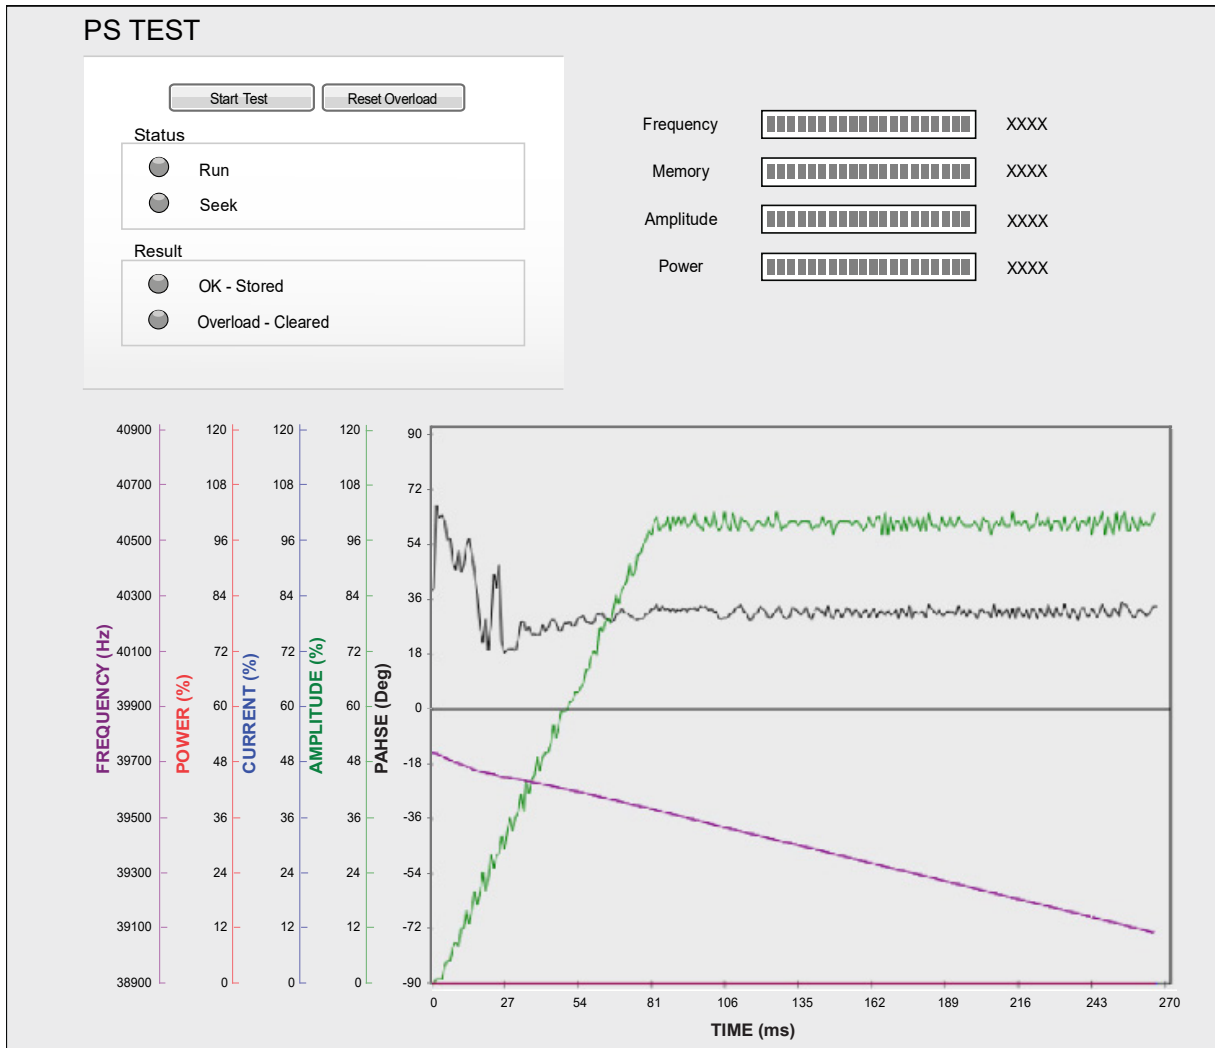 PS TEST
Start Test Reset Overload
Status
Run
Seek
Result
OK - Stored
Overload - Cleared
Frequency XXXX
Memory XXXX
Amplitude XXXX
Power XXXX
FREQUENCY (Hz)
40900
40700
40500
40300
40100
39900
39700
39500
39300
39100
38900
POWER (%)
120
108
96
84
72
60
48
36
24
12
0
CURRENT (%)
120
108
96
84
72
60
48
36
24
12
0
AMPLITUDE (%)
120
108
96
84
72
60
48
36
24
12
0
PAHSE (Deg)
90
72
54
36
18
0
-18
-36
-54
-72
-90
0 27 54 81 106 135 162 189 216 243 270
TIME (ms)